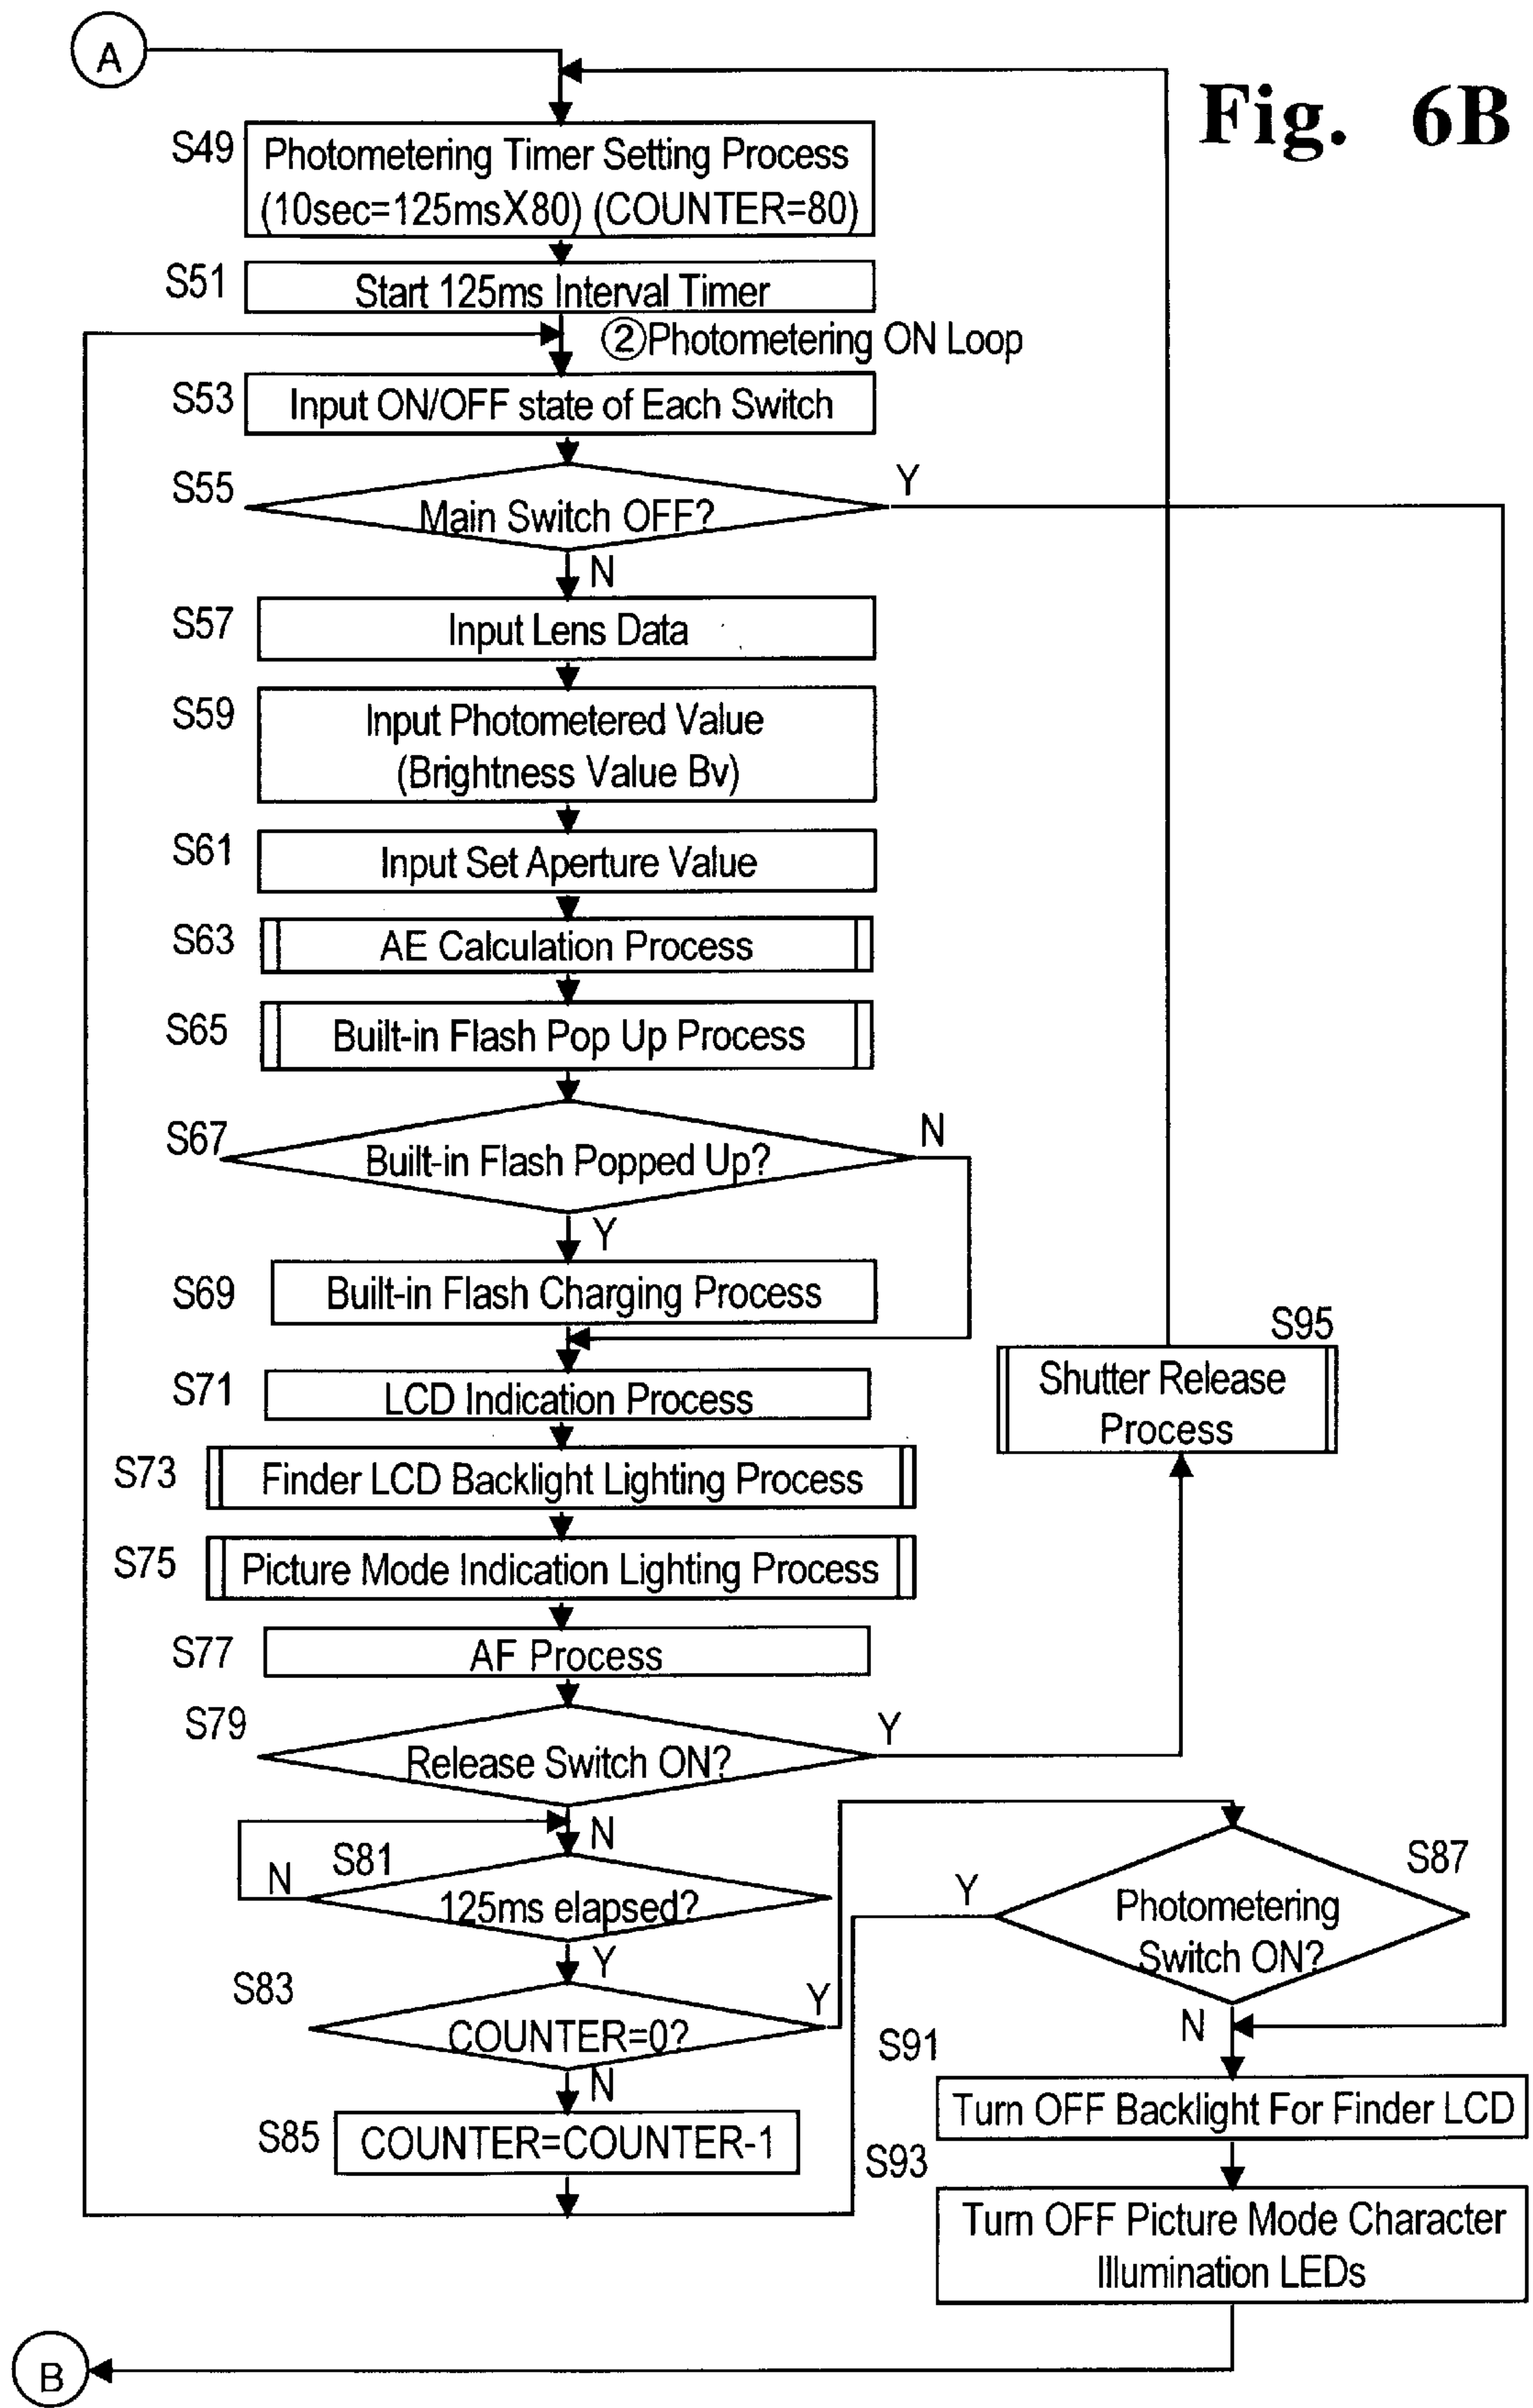 A
Fig. 6B
S49
Photometering Timer Setting Process
(10sec=125msX80) (COUNTER=80)
S51
Start 125ms Interval Timer
②Photometering ON Loop
S53
Input ON/OFF state of Each Switch
S55
Main Switch OFF?
Y
N
S57
Input Lens Data
S59
Input Photometered Value
(Brightness Value Bv)
S61
Input Set Aperture Value
S63
AE Calculation Process
S65
Built-in Flash Pop Up Process
S67
Built-in Flash Popped Up?
N
Y
S69
Built-in Flash Charging Process
S95
Shutter Release
Process
S71
LCD Indication Process
S73
Finder LCD Backlight Lighting Process
S75
Picture Mode Indication Lighting Process
S77
AF Process
S79
Release Switch ON?
Y
N
S81
N
125ms elapsed?
Y
S83
COUNTER=0?
Y
N
S85
COUNTER=COUNTER-1
S87
Y
Photometering
Switch ON?
N
S91
Turn OFF Backlight For Finder LCD
S93
Turn OFF Picture Mode Character
Illumination LEDs
B